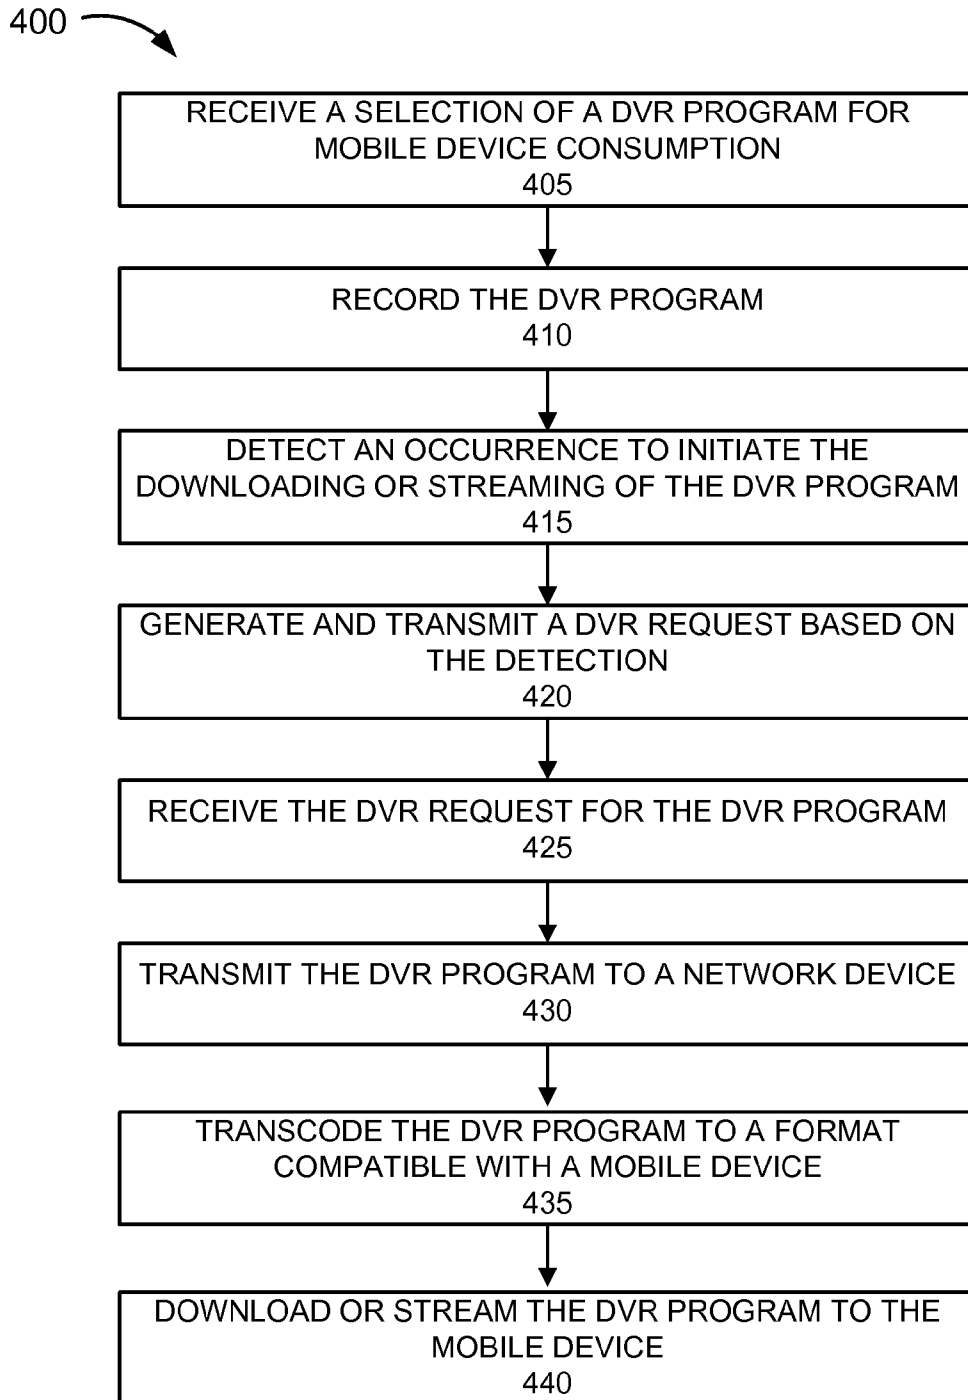 400
RECEIVE A SELECTION OF A DVR PROGRAM FOR
MOBILE DEVICE CONSUMPTION
405
RECORD THE DVR PROGRAM
410
DETECT AN OCCURRENCE TO INITIATE THE
DOWNLOADING OR STREAMING OF THE DVR PROGRAM
415
GENERATE AND TRANSMIT A DVR REQUEST BASED ON
THE DETECTION
420
RECEIVE THE DVR REQUEST FOR THE DVR PROGRAM
425
TRANSMIT THE DVR PROGRAM TO A NETWORK DEVICE
430
TRANSCODE THE DVR PROGRAM TO A FORMAT
COMPATIBLE WITH A MOBILE DEVICE
435
DOWNLOAD OR STREAM THE DVR PROGRAM TO THE
MOBILE DEVICE
440